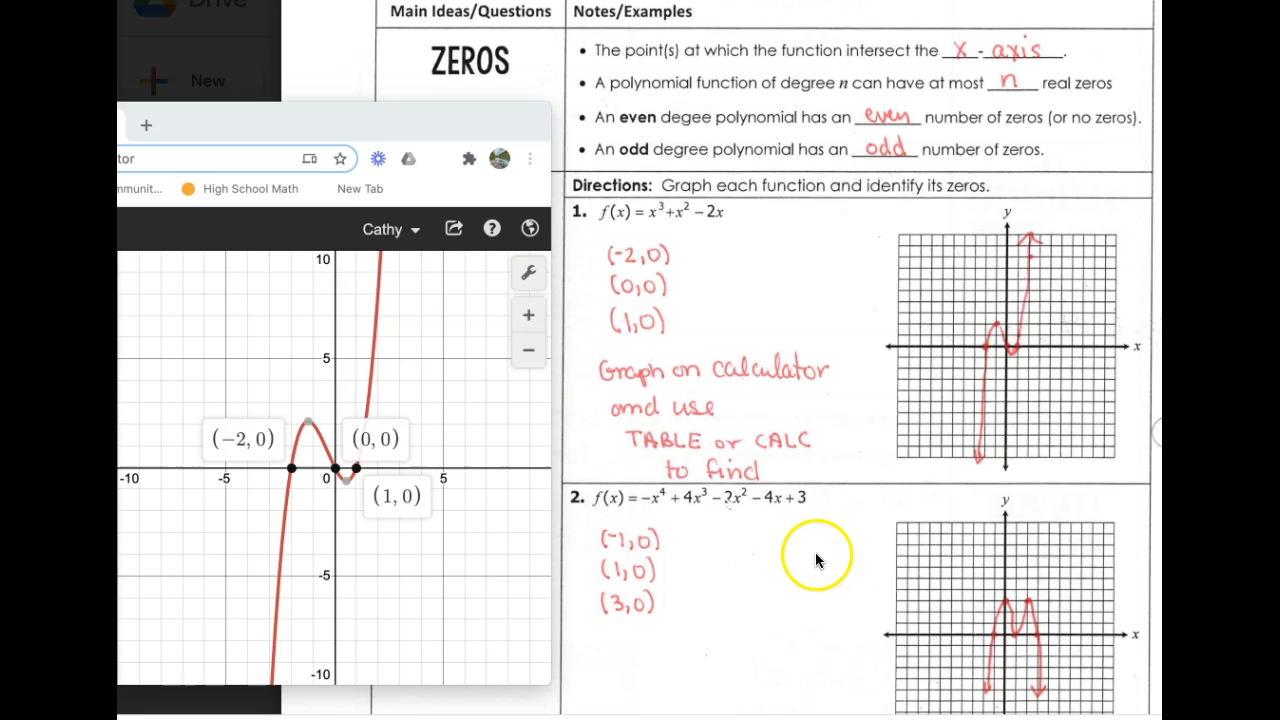 Drive
New
tor
mmunit...
High School Math
New Tab
Cathy
10
5
-10
-5
0
5
-5
-10
(−2, 0)
(0, 0)
(1, 0)
Main Ideas/Questions
Notes/Examples
ZEROS
• The point(s) at which the function intersect the x - axis.
• A polynomial function of degree n can have at most n real zeros
• An even degee polynomial has an even number of zeros (or no zeros).
• An odd degree polynomial has an odd number of zeros.
Directions: Graph each function and identify its zeros.
1. f(x) = x³+x² − 2x
(-2,0)
(0,0)
(1,0)
Graph on calculator
and use
TABLE or CALC
to find
y
x
2. f(x) = −x⁴ + 4x³ − 2x² − 4x + 3
(-1,0)
(1,0)
(3,0)
y
x